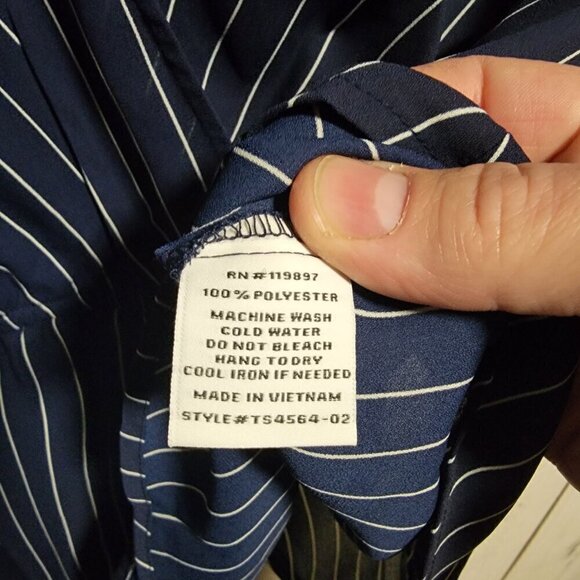 RN#119897
100% POLYESTER
MACHINE WASH
COLD WATER
DO NOT BLEACH
HANG TO DRY
COOL IRON IF NEEDED
MADE IN VIETNAM
STYLE#TS4564-02